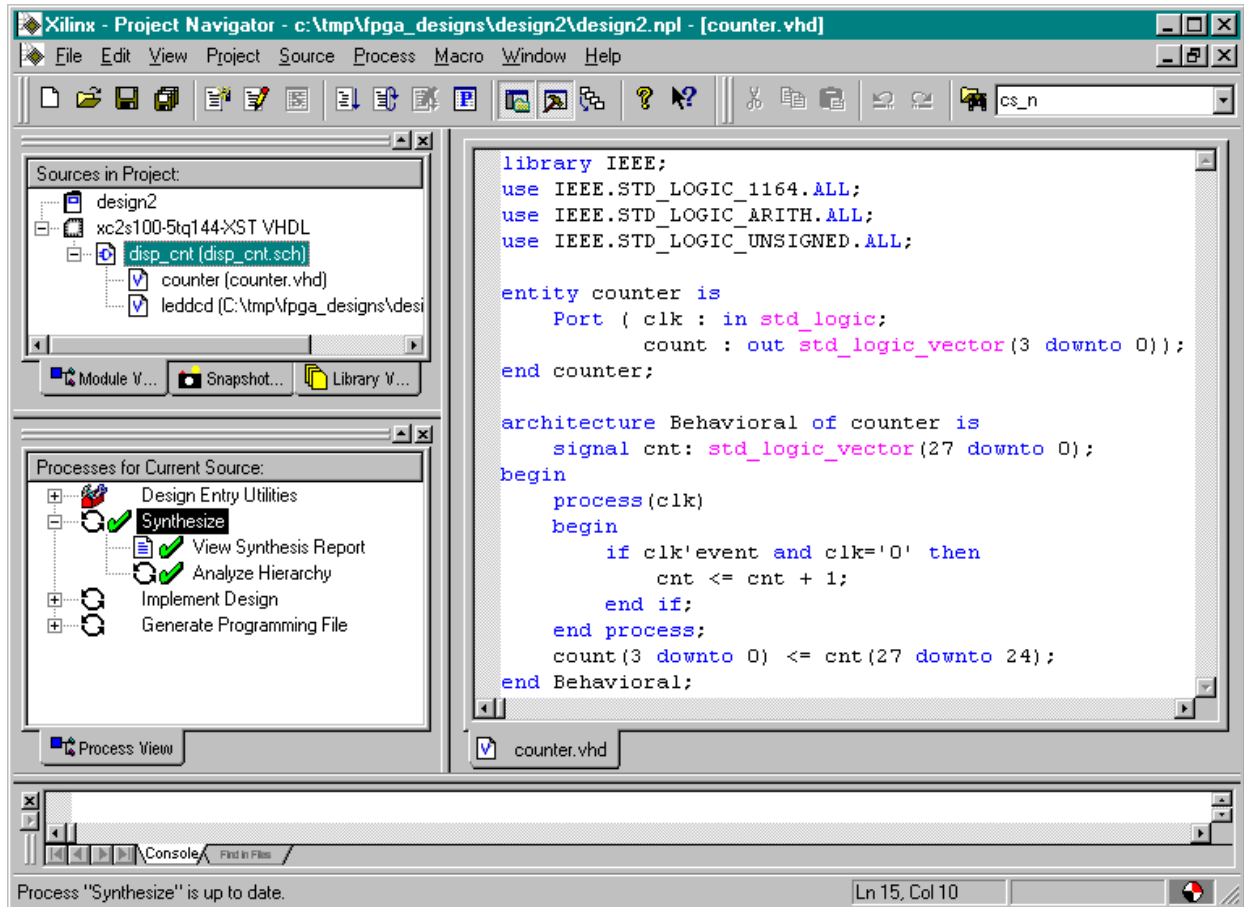 Xilinx - Project Navigator - c:\tmp\fpga_designs\design2\design2.npl - [counter.vhd]
File Edit View Project Source Process Macro Window Help
cs_n
Sources in Project:
design2
xc2s100-5tq144-XST VHDL
disp_cnt (disp_cnt.sch)
counter (counter.vhd)
leddcd (C:\tmp\fpga_designs\desi
Module V... Snapshot... Library V...
Processes for Current Source:
Design Entry Utilities
Synthesize
View Synthesis Report
Analyze Hierarchy
Implement Design
Generate Programming File
Process View
library IEEE;
use IEEE.STD_LOGIC_1164.ALL;
use IEEE.STD_LOGIC_ARITH.ALL;
use IEEE.STD_LOGIC_UNSIGNED.ALL;
entity counter is
Port ( clk : in std_logic;
count : out std_logic_vector(3 downto 0));
end counter;
architecture Behavioral of counter is
signal cnt: std_logic_vector(27 downto 0);
begin
process(clk)
begin
if clk'event and clk='0' then
cnt <= cnt + 1;
end if;
end process;
count(3 downto 0) <= cnt(27 downto 24);
end Behavioral;
counter.vhd
Console Find in Files
Process "Synthesize" is up to date.
Ln 15, Col 10